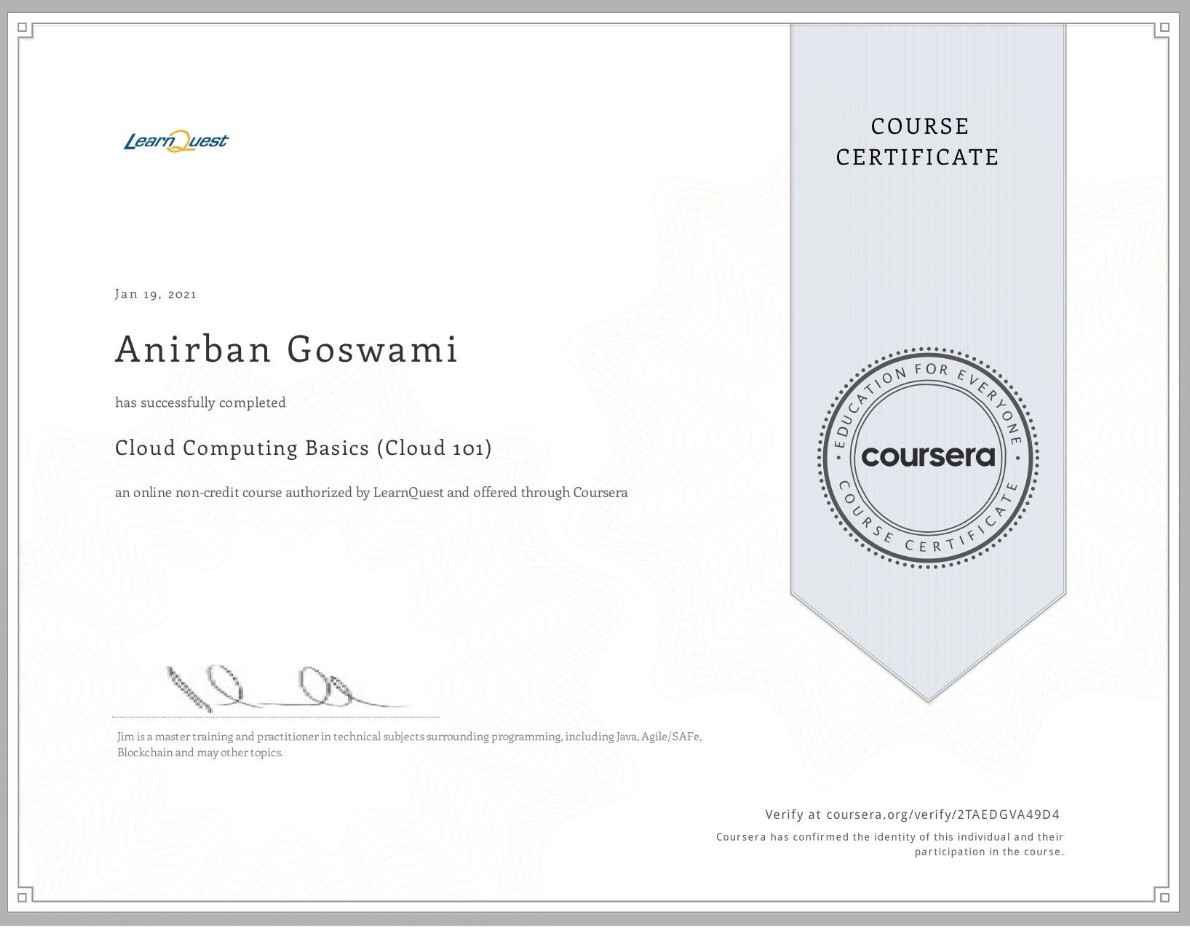 LearnQuest
COURSE
CERTIFICATE
Jan 19, 2021
Anirban Goswami
has successfully completed
Cloud Computing Basics (Cloud 101)
an online non-credit course authorized by LearnQuest and offered through Coursera
EDUCATION FOR EVERYONE
coursera
COURSE CERTIFICATE
Jim is a master training and practitioner in technical subjects surrounding programming, including Java, Agile/SAFe,
Blockchain and may other topics.
Verify at coursera.org/verify/2TAEDGVA49D4
Coursera has confirmed the identity of this individual and their
participation in the course.